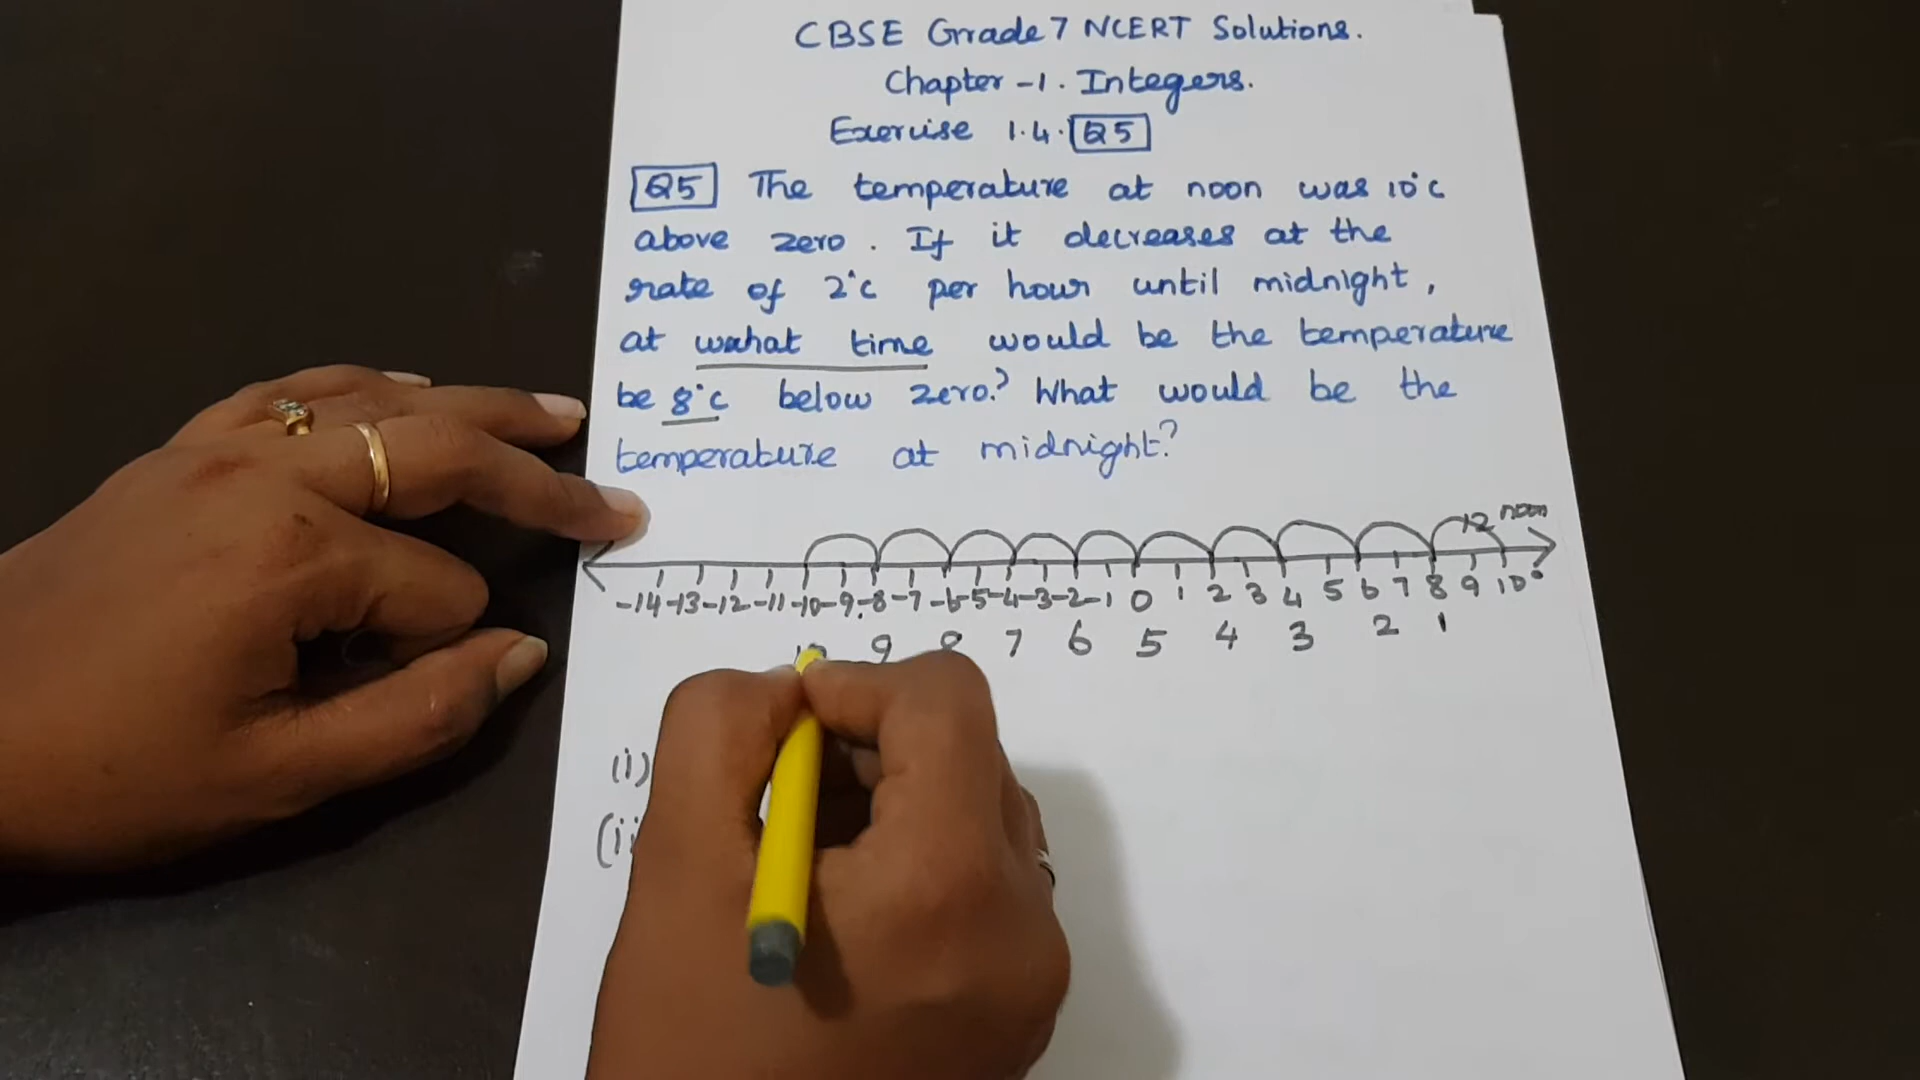 CBSE Grade 7 NCERT Solutions.
Chapter -1. Integers.
Exercise 1.4. Q5
Q5 The temperature at noon was 10°C
above zero. If it decreases at the
rate of 2°C per hour until midnight,
at wahat time would be the temperature
be 8°C below zero? What would be the
temperature at midnight?
12 noon
-14 -13 -12 -11 -10 -9 -8 -7 -6 -5 -4 -3 -2 -1 0 1 2 3 4 5 6 7 8 9 10°
9 8 7 6 5 4 3 2 1
(i)
(ii